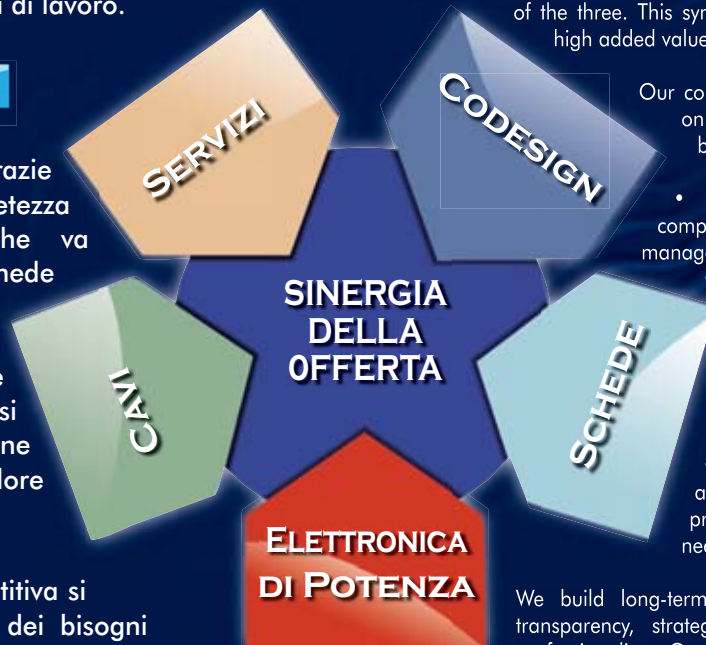 di lavoro.
razie
etezza
he va
hede
e
si
ne
lore
titiva si
dei bisogni
SERVIZI
CODESIGN
SINERGIA
DELLA
0FFERTA
CAVI
SCHEDE
ELETTRONICA
DI POTENZA
of the three. This syn
high added value
Our co
on
b
•
comp
manage
a
pr
nee
We build long-term
transparency, strateg